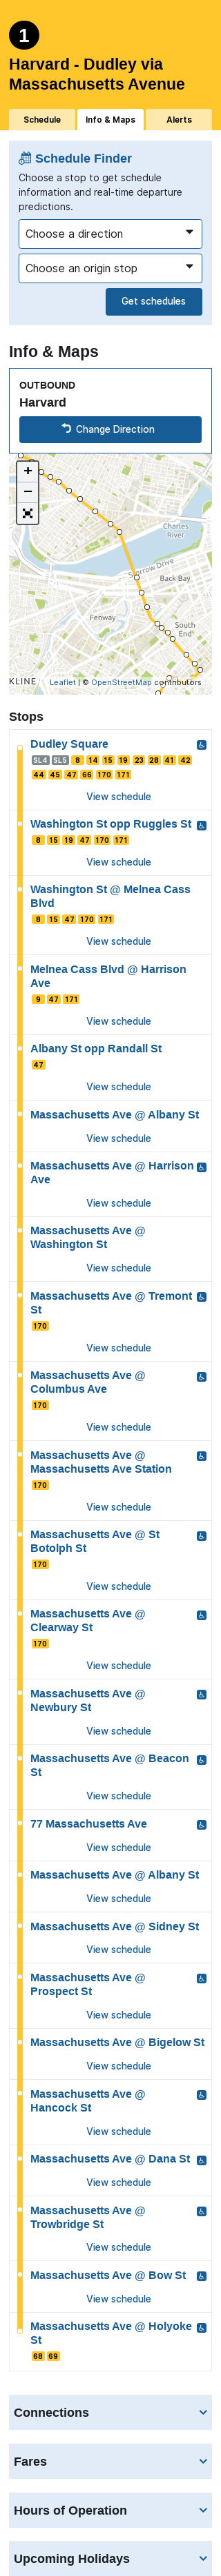 1
Harvard - Dudley via
Massachusetts Avenue
Schedule
Info & Maps
Alerts
Schedule Finder
Choose a stop to get schedule
information and real-time departure
predictions.
Choose a direction
Choose an origin stop
Get schedules
Info & Maps
OUTBOUND
Harvard
Change Direction
+
−
Charles
River
Storrow Drive
Back Bay
Fenway
South
End
KLINE
Leaflet | © OpenStreetMap contributors
Stops
Dudley Square
SL4 SL5 8 14 15 19 23 28 41 42
44 45 47 66 170 171
View schedule
Washington St opp Ruggles St
8 15 19 47 170 171
View schedule
Washington St @ Melnea Cass
Blvd
8 15 47 170 171
View schedule
Melnea Cass Blvd @ Harrison
Ave
9 47 171
View schedule
Albany St opp Randall St
47
View schedule
Massachusetts Ave @ Albany St
View schedule
Massachusetts Ave @ Harrison
Ave
View schedule
Massachusetts Ave @
Washington St
View schedule
Massachusetts Ave @ Tremont
St
170
View schedule
Massachusetts Ave @
Columbus Ave
170
View schedule
Massachusetts Ave @
Massachusetts Ave Station
170
View schedule
Massachusetts Ave @ St
Botolph St
170
View schedule
Massachusetts Ave @
Clearway St
170
View schedule
Massachusetts Ave @
Newbury St
View schedule
Massachusetts Ave @ Beacon
St
View schedule
77 Massachusetts Ave
View schedule
Massachusetts Ave @ Albany St
View schedule
Massachusetts Ave @ Sidney St
View schedule
Massachusetts Ave @
Prospect St
View schedule
Massachusetts Ave @ Bigelow St
View schedule
Massachusetts Ave @
Hancock St
View schedule
Massachusetts Ave @ Dana St
View schedule
Massachusetts Ave @
Trowbridge St
View schedule
Massachusetts Ave @ Bow St
View schedule
Massachusetts Ave @ Holyoke
St
68 69
Connections
Fares
Hours of Operation
Upcoming Holidays